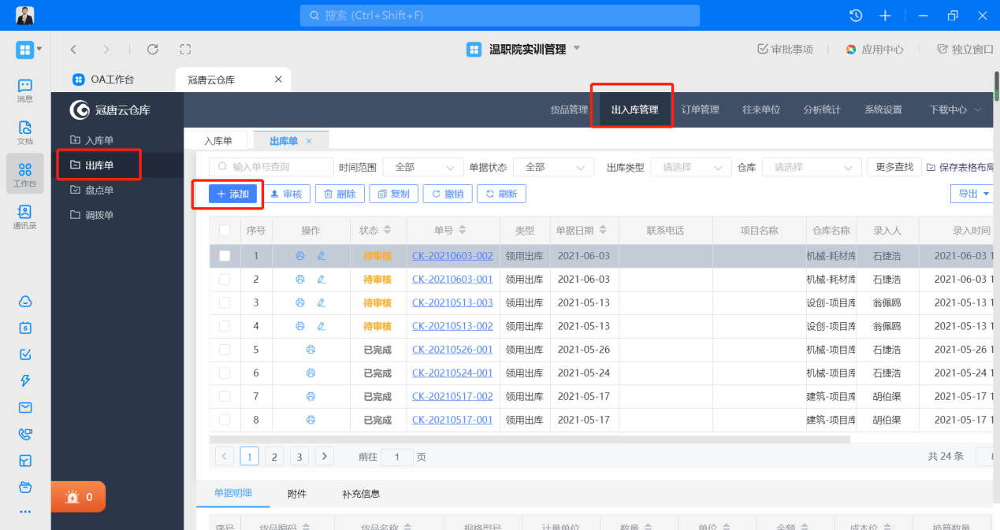 搜索 (Ctrl+Shift+F)
温职院实训管理
审批事项
应用中心
独立窗口
OA工作台
冠唐云仓库
消息
文档
工作台
通讯录
6
冠唐云仓库
货品管理 出入库管理 订单管理 往来单位 分析统计 系统设置 下载中心
入库单
出库单
盘点单
调拨单
0
入库单 出库单
输入单号查询 时间范围 全部 单据状态 全部 出库类型 请选择 仓库 请选择 更多查找 保存表格布局
添加 审核 删除 复制 撤销 刷新 导出
序号 操作 状态 单号 类型 单据日期 联系电话 项目名称 仓库名称 录入人 录入时间
1 待审核 CK-20210603-002 领用出库 2021-06-03 机械-耗材库 石捷浩 2021-06-03 1
2 待审核 CK-20210603-001 领用出库 2021-06-03 机械-耗材库 石捷浩 2021-06-03 1
3 待审核 CK-20210513-003 领用出库 2021-05-13 设创-项目库 翁佩鸥 2021-05-13 1
4 待审核 CK-20210513-002 领用出库 2021-05-13 设创-项目库 翁佩鸥 2021-05-13 1
5 已完成 CK-20210526-001 领用出库 2021-05-26 机械-项目库 石捷浩 2021-05-26 1
6 已完成 CK-20210524-001 领用出库 2021-05-24 机械-项目库 石捷浩 2021-05-24 1
7 已完成 CK-20210517-002 领用出库 2021-05-17 建筑-项目库 胡伯渠 2021-05-17 1
8 已完成 CK-20210517-001 领用出库 2021-05-17 建筑-项目库 胡伯渠 2021-05-17 1
1 2 3 前往 1 页 共 24 条
单据明细 附件 补充信息
序号 货品编码 货品名称 规格型号 计量单位 数量 单价 金额 成本价 换算数量